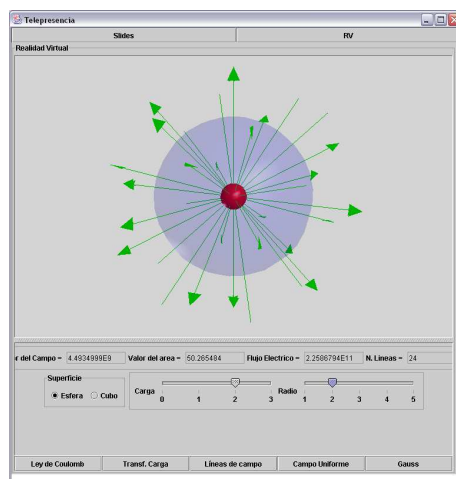 Telepresencia
Slides RV
Realidad Virtual
r del Campo = 4.4934999E9 Valor del area = 50.265484 Flujo Electrico = 2.2586794E11 N. Lineas = 24
Superficie
Esfera Cubo
Carga 0 1 2 3 Radio 1 2 3 4 5
Ley de Coulomb Transf. Carga Líneas de campo Campo Uniforme Gauss